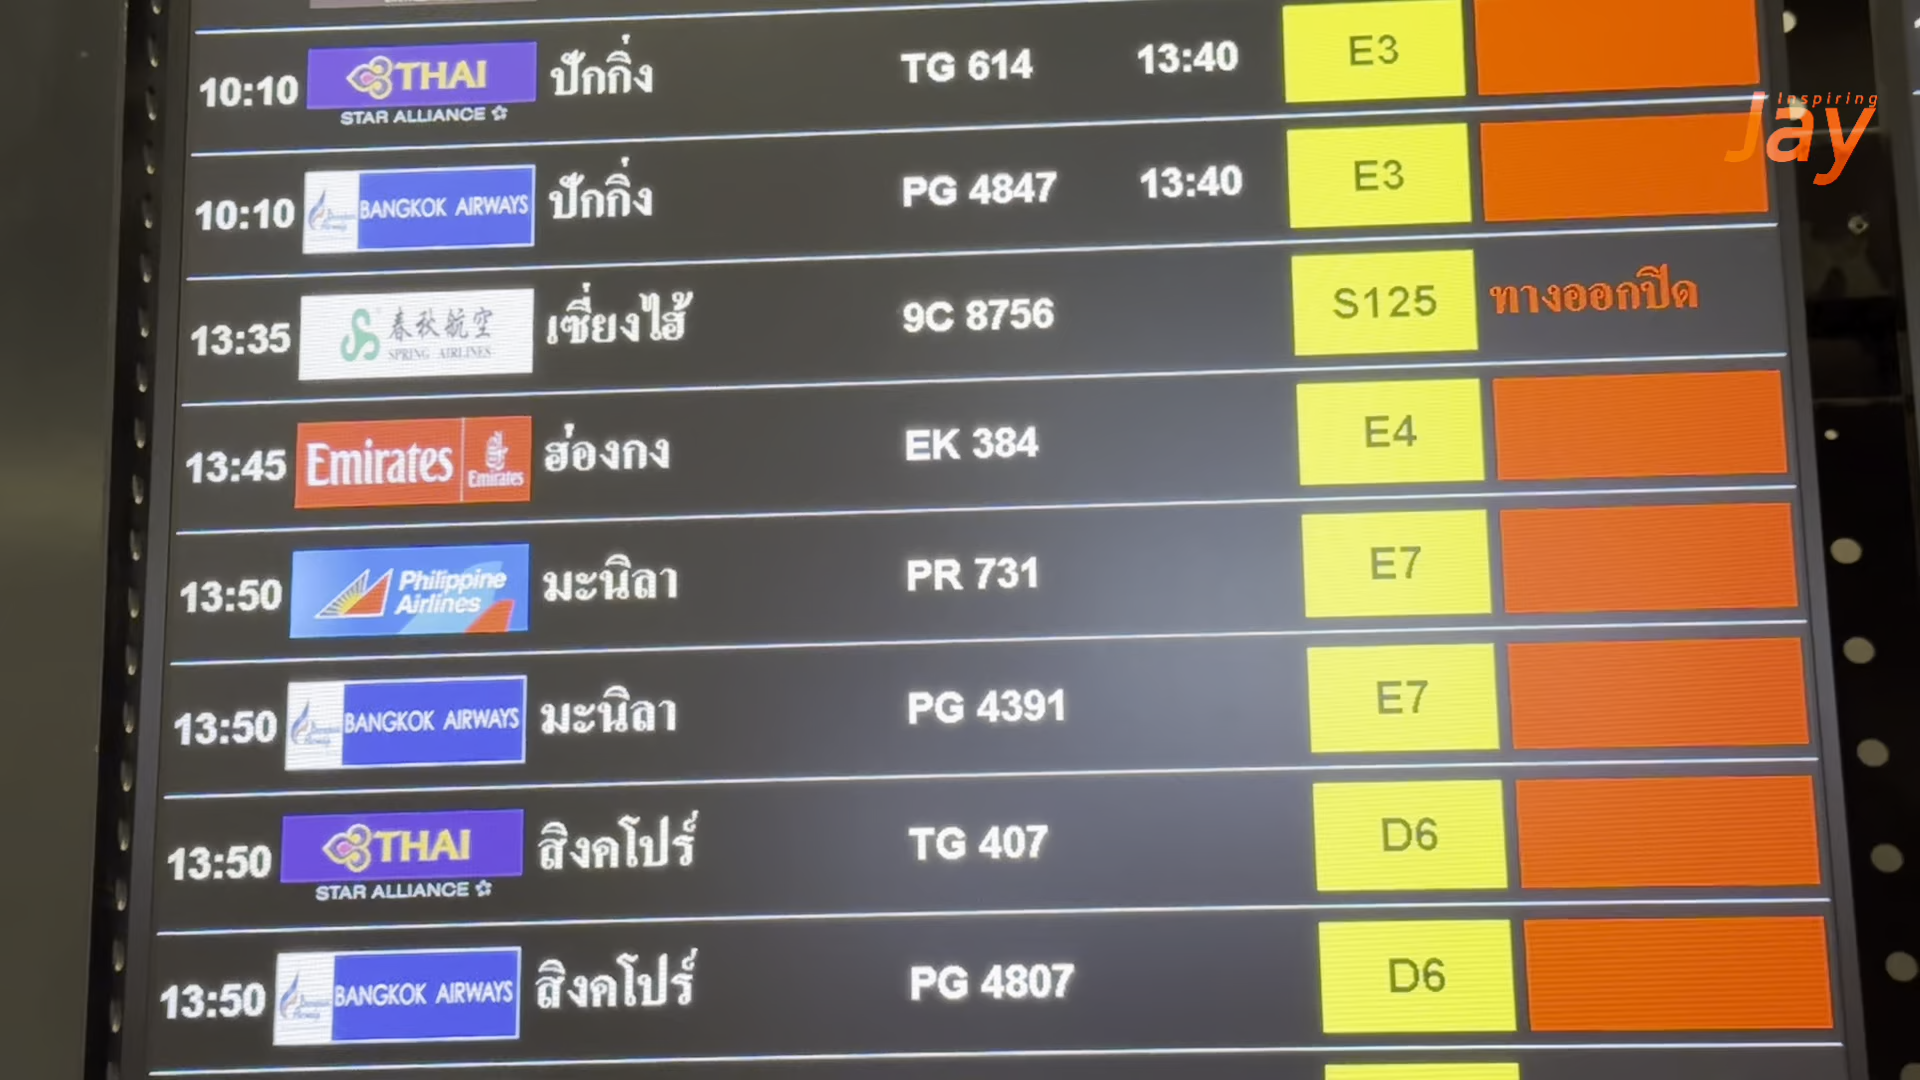 10:10 THAI ปักกิ่ง TG 614 13:40 E3
STAR ALLIANCE
Inspiring
Jay
10:10 BANGKOK AIRWAYS ปักกิ่ง PG 4847 13:40 E3
13:35 春秋航空 เซี่ยงไฮ้ 9C 8756 S125 ทางออกปิด
SPRING AIRLINES
13:45 Emirates Emirates ฮ่องกง EK 384 E4
13:50 Philippine Airlines มะนิลา PR 731 E7
13:50 BANGKOK AIRWAYS มะนิลา PG 4391 E7
13:50 THAI สิงคโปร์ TG 407 D6
STAR ALLIANCE
13:50 BANGKOK AIRWAYS สิงคโปร์ PG 4807 D6